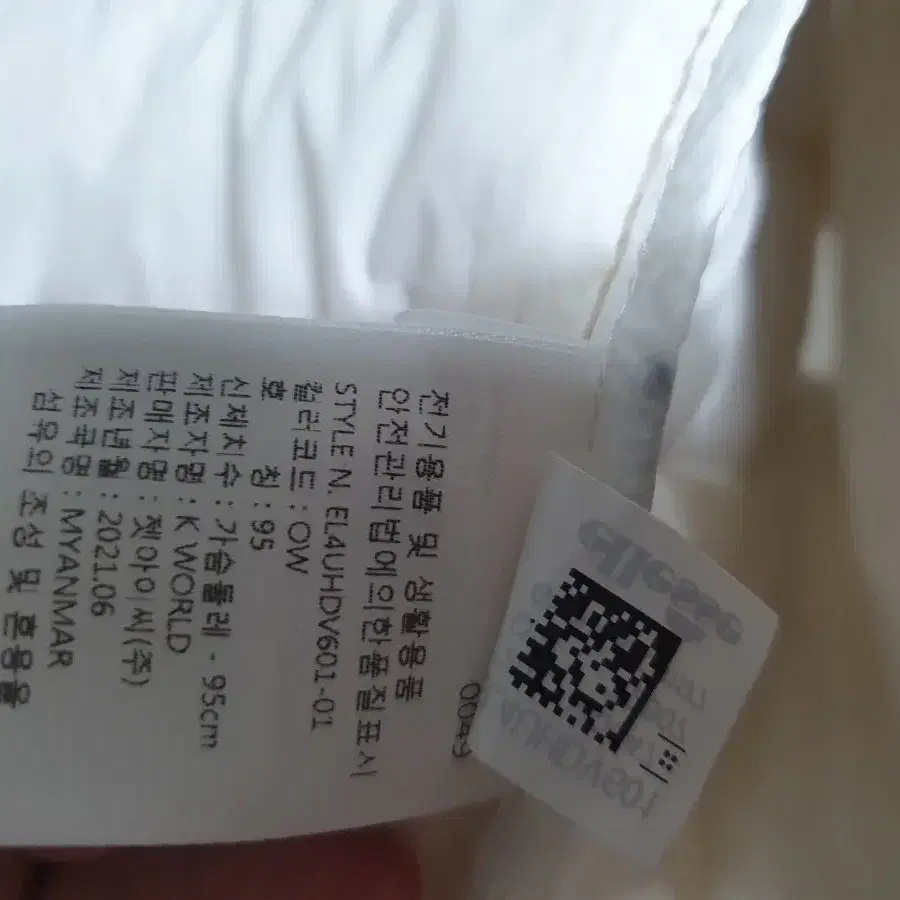 전기용품 및 생활용품
안전관리법에의한품질표시
STYLE N. EL4UHDV601-01
컬러코드 : OW
호 칭 : 95
신체치수 : 가슴둘레 - 95cm
제조자명 : K WORLD
판매자명 : 젯아이씨(주)
제조년월 : 2021.06
제조국명 : MYANMAR
섬유의 조성 및 혼용율
0049
ellesse